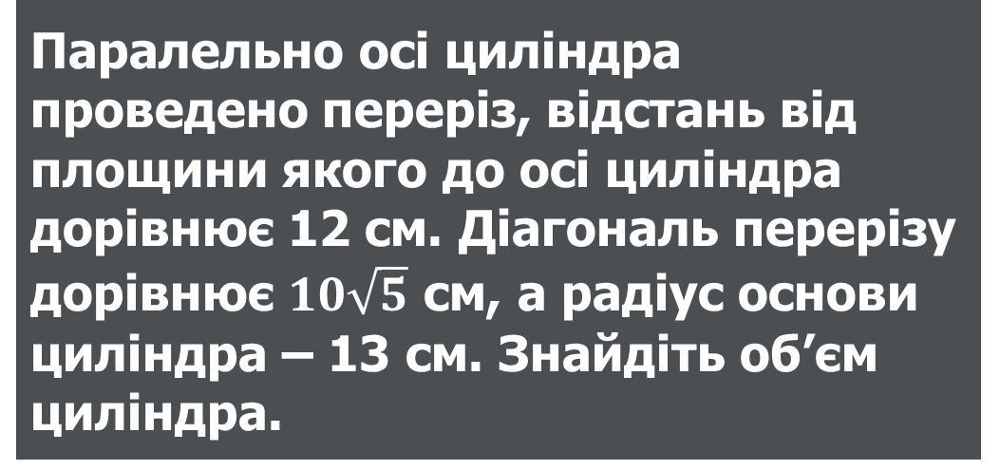 Паралельно осі циліндра
проведено переріз, відстань від
площини якого до осі циліндра
дорівнює 12 см. Діагональ перерізу
дорівнює 10√5 см, а радіус основи
циліндра – 13 см. Знайдіть об’єм
циліндра.